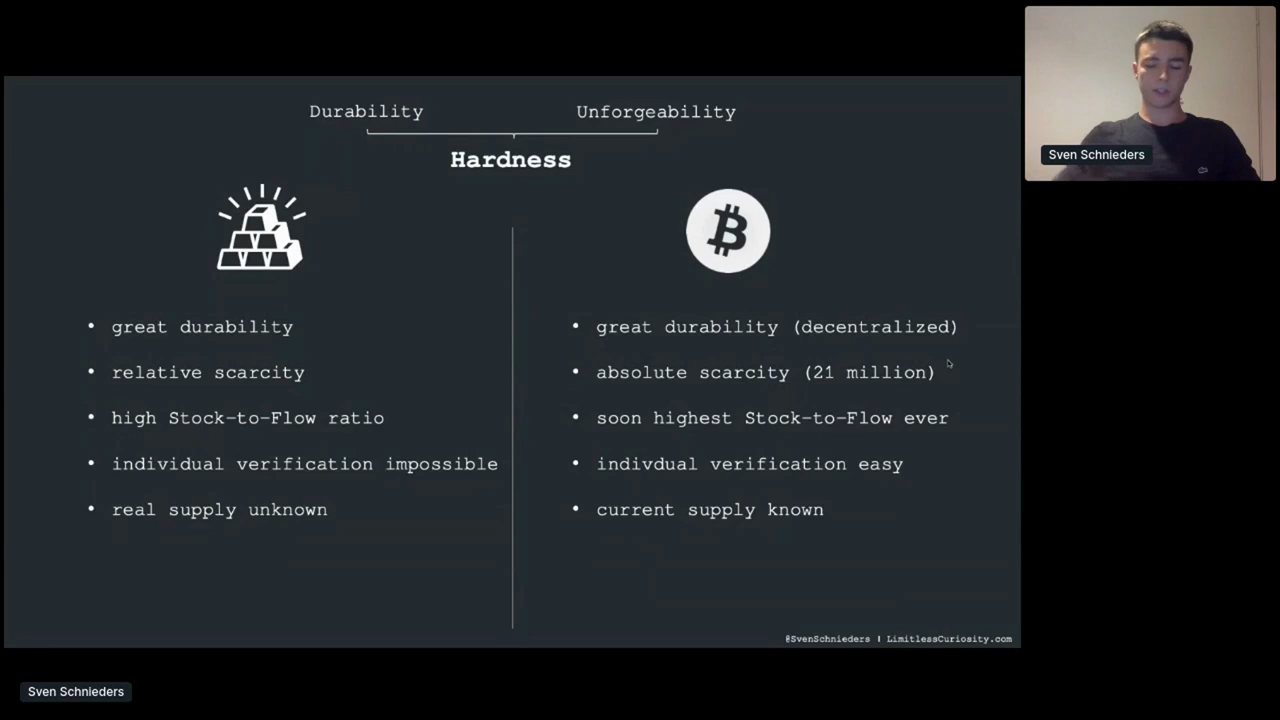 Sven Schnieders
Durability
Unforgeability
Hardness
• great durability
• relative scarcity
• high Stock-to-Flow ratio
• individual verification impossible
• real supply unknown
• great durability (decentralized)
• absolute scarcity (21 million)
• soon highest Stock-to-Flow ever
• indivdual verification easy
• current supply known
@SvenSchnieders | LimitlessCuriosity.com
Sven Schnieders